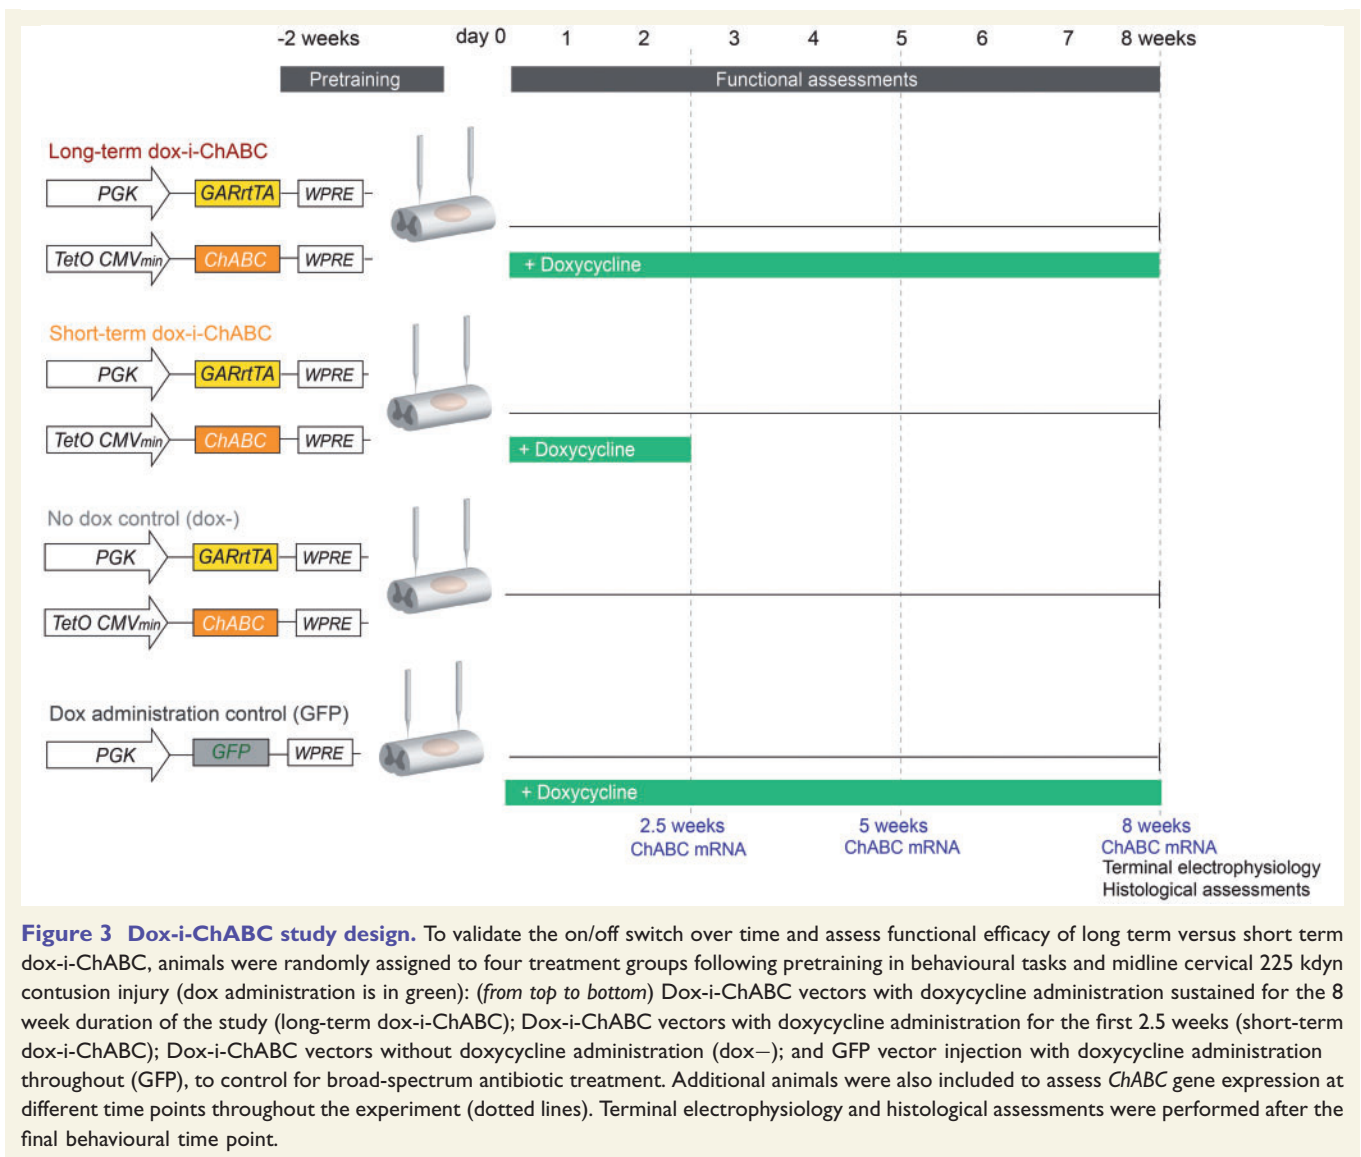 -2 weeks day 0 1 2 3 4 5 6 7 8 weeks
Pretraining Functional assessments
Long-term dox-i-ChABC
PGK GARrtTA WPRE
TetO CMVmin ChABC WPRE
+ Doxycycline
Short-term dox-i-ChABC
PGK GARrtTA WPRE
TetO CMVmin ChABC WPRE
+ Doxycycline
No dox control (dox-)
PGK GARrtTA WPRE
TetO CMVmin ChABC WPRE
Dox administration control (GFP)
PGK GFP WPRE
+ Doxycycline
2.5 weeks 5 weeks 8 weeks
ChABC mRNA ChABC mRNA ChABC mRNA
Terminal electrophysiology
Histological assessments
Figure 3 Dox-i-ChABC study design. To validate the on/off switch over time and assess functional efficacy of long term versus short term
dox-i-ChABC, animals were randomly assigned to four treatment groups following pretraining in behavioural tasks and midline cervical 225 kdyn
contusion injury (dox administration is in green): (from top to bottom) Dox-i-ChABC vectors with doxycycline administration sustained for the 8
week duration of the study (long-term dox-i-ChABC); Dox-i-ChABC vectors with doxycycline administration for the first 2.5 weeks (short-term
dox-i-ChABC); Dox-i-ChABC vectors without doxycycline administration (dox−); and GFP vector injection with doxycycline administration
throughout (GFP), to control for broad-spectrum antibiotic treatment. Additional animals were also included to assess ChABC gene expression at
different time points throughout the experiment (dotted lines). Terminal electrophysiology and histological assessments were performed after the
final behavioural time point.